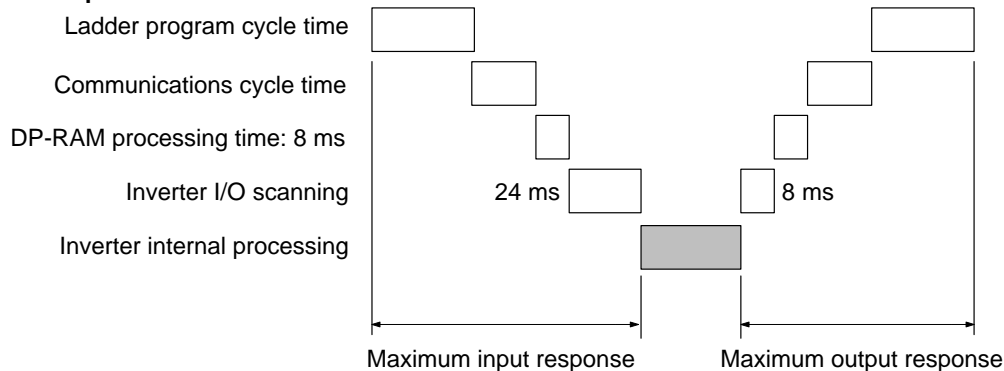 Ladder program cycle time
Communications cycle time
DP-RAM processing time: 8 ms
Inverter I/O scanning
24 ms
8 ms
Inverter internal processing
Maximum input response
Maximum output response